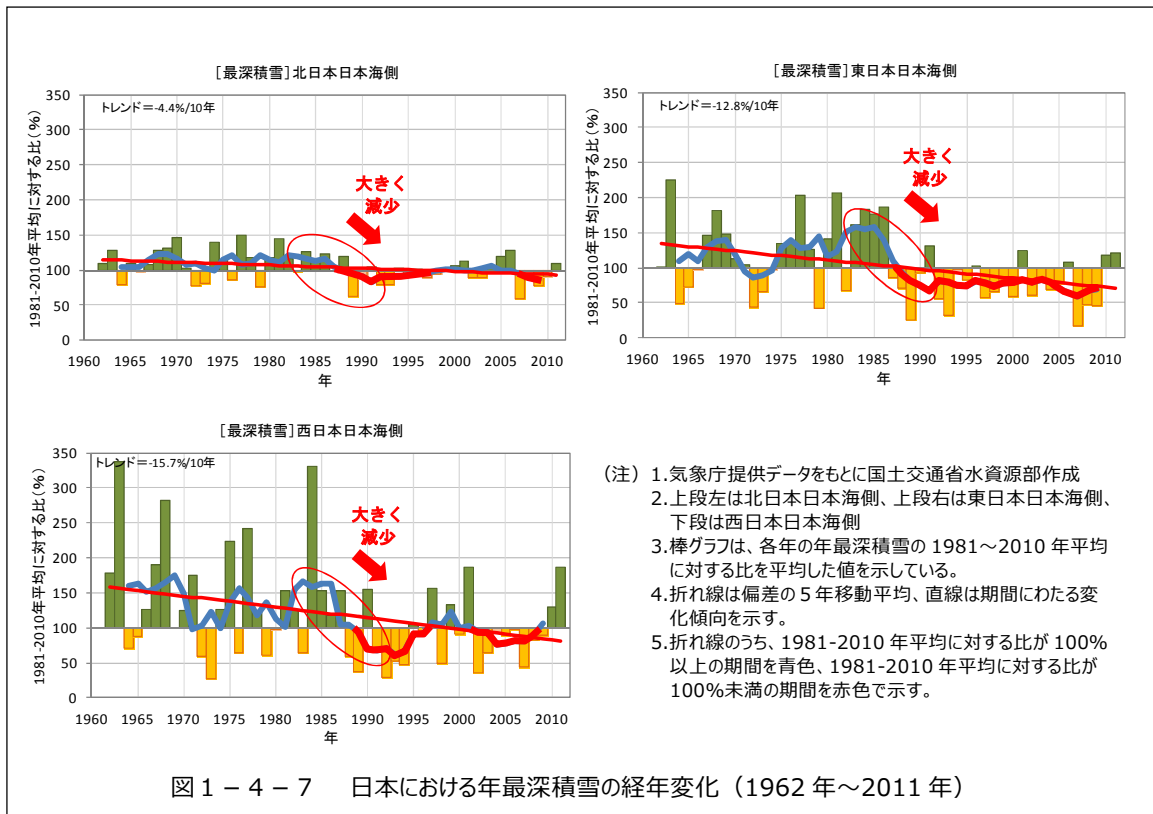 [最深積雪]北日本日本海側
トレンド=-4.4%/10年
1981-2010年平均に対する比(%)
350
300
250
200
150
100
50
0
大きく
減少
1960 1965 1970 1975 1980 1985 1990 1995 2000 2005 2010
年
[最深積雪]東日本日本海側
トレンド=-12.8%/10年
1981-2010年平均に対する比(%)
350
300
250
200
150
100
50
0
大きく
減少
1960 1965 1970 1975 1980 1985 1990 1995 2000 2005 2010
年
[最深積雪]西日本日本海側
トレンド=-15.7%/10年
1981-2010年平均に対する比(%)
350
300
250
200
150
100
50
0
大きく
減少
1960 1965 1970 1975 1980 1985 1990 1995 2000 2005 2010
年
(注) 1.気象庁提供データをもとに国土交通省水資源部作成
2.上段左は北日本日本海側、上段右は東日本日本海側、
下段は西日本日本海側
3.棒グラフは、各年の年最深積雪の 1981~2010 年平均
に対する比を平均した値を示している。
4.折れ線は偏差の5年移動平均、直線は期間にわたる変
化傾向を示す。
5.折れ線のうち、1981-2010 年平均に対する比が 100%
以上の期間を青色、1981-2010 年平均に対する比が
100%未満の期間を赤色で示す。
図1-4-7 日本における年最深積雪の経年変化(1962 年~2011 年)